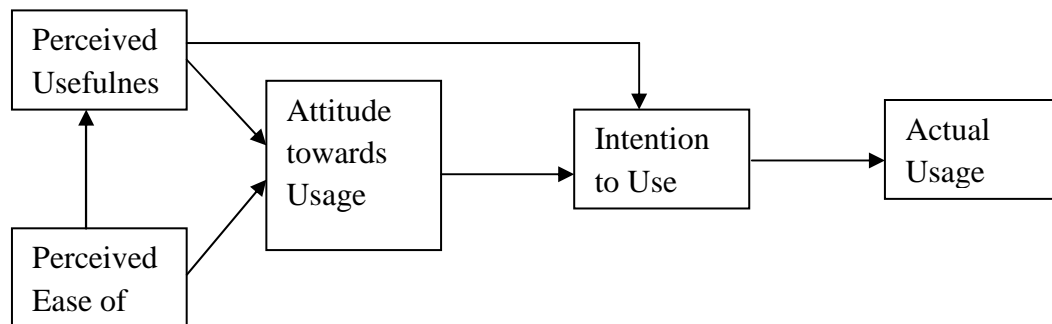 Perceived
Usefulnes
Attitude
towards
Usage
Intention
to Use
Actual
Usage
Perceived
Ease of